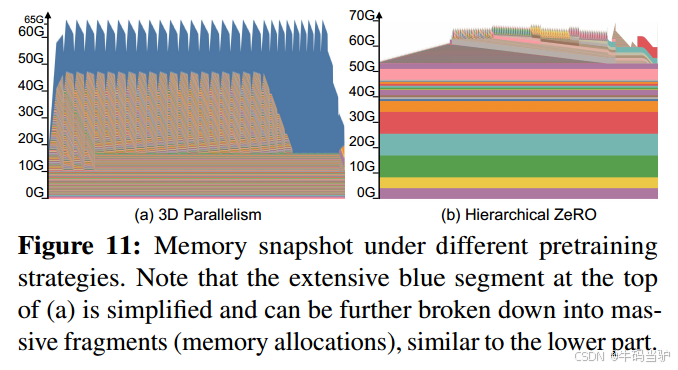 65G
60G
50G
40G
30G
20G
10G
0G
70G
60G
50G
40G
30G
20G
10G
0G
(a) 3D Parallelism
(b) Hierarchical ZeRO
Figure 11: Memory snapshot under different pretraining
strategies. Note that the extensive blue segment at the top
of (a) is simplified and can be further broken down into mas-
sive fragments (memory allocations), similar to the lower part.
CSDN @牛码当驴